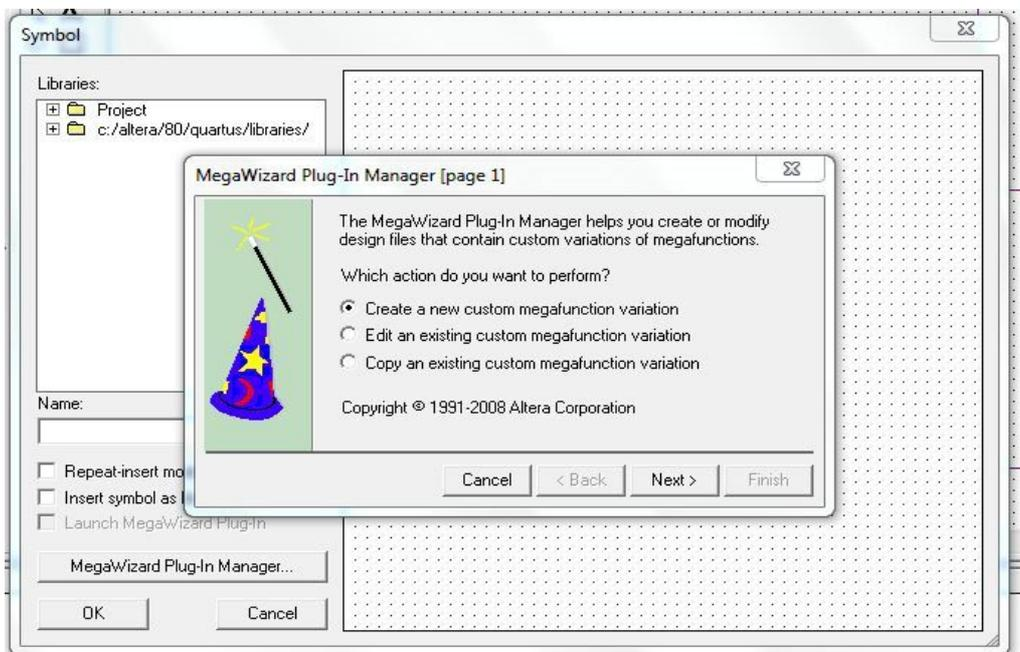 Symbol
Libraries:
Project
c:/altera/80/quartus/libraries/
MegaWizard Plug-In Manager [page 1]
The MegaWizard Plug-In Manager helps you create or modify
design files that contain custom variations of megafunctions.
Which action do you want to perform?
Create a new custom megafunction variation
Edit an existing custom megafunction variation
Copy an existing custom megafunction variation
Copyright © 1991-2008 Altera Corporation
Cancel < Back Next > Finish
Name:
Repeat-insert mo
Insert symbol as
Launch MegaWizard Plug-In
MegaWizard Plug-In Manager...
OK Cancel